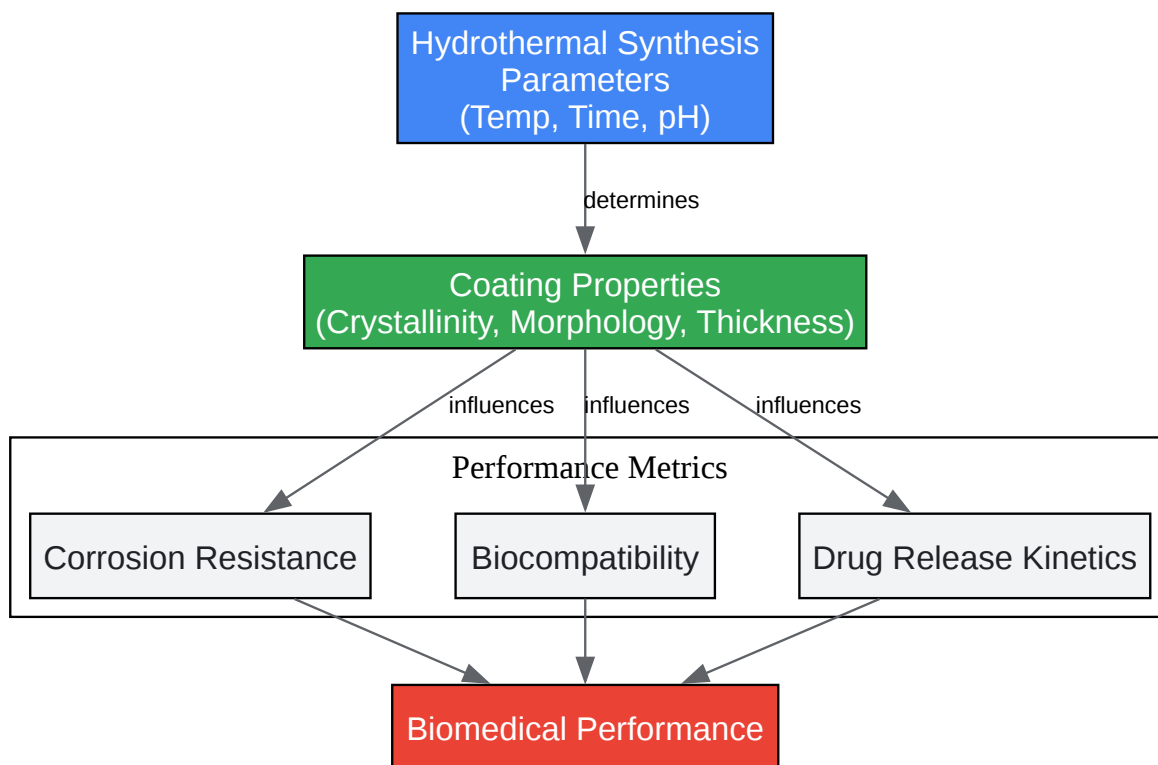 Hydrothermal Synthesis
Parameters
(Temp, Time, pH)
determines
Coating Properties
(Crystallinity, Morphology, Thickness)
influences
influences
influences
Performance Metrics
Corrosion Resistance
Biocompatibility
Drug Release Kinetics
Biomedical Performance